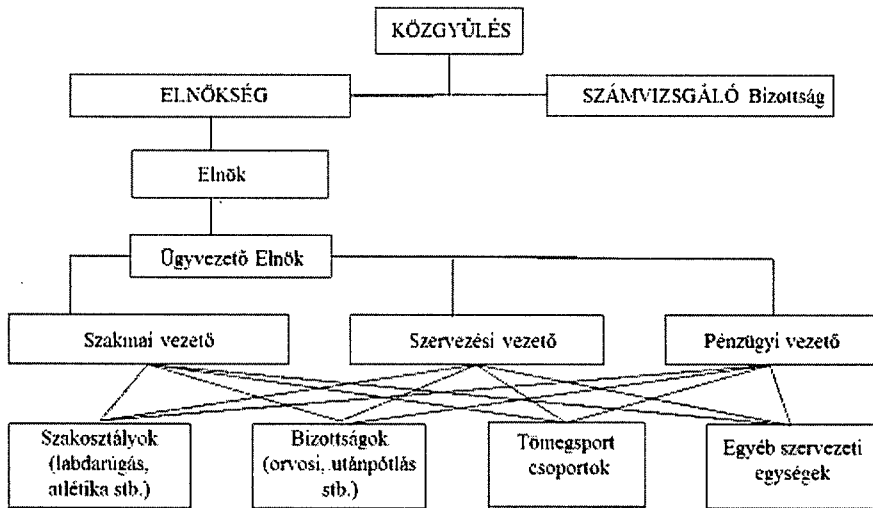 KÖZGYŰLÉS
ELNÖKSÉG
SZÁMVIZSGÁLÓ Bizottság
Elnök
Ügyvezető Elnök
Szakmai vezető
Szervezési vezető
Pénzügyi vezető
Szakosztályok
(labdarúgás,
atlétika stb.)
Bizottságok
(orvosi, utánpótlás
stb.)
Tömegsport
csoportok
Egyéb szervezeti
egységek